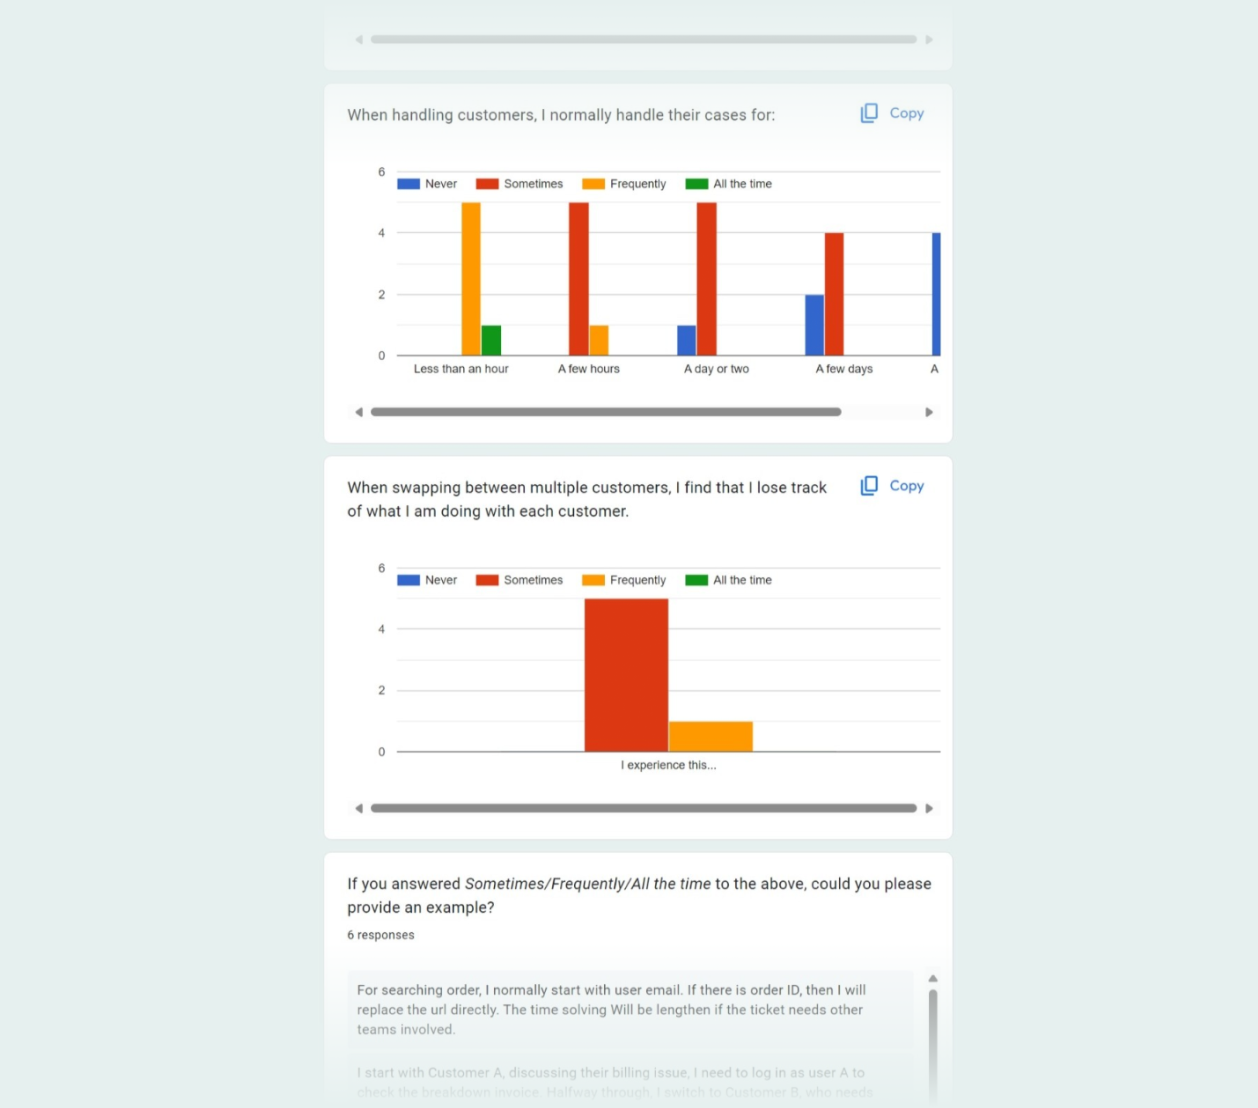 When handling customers, I normally handle their cases for:
Copy
6
Never Sometimes Frequently All the time
4
2
0
Less than an hour A few hours A day or two A few days A
When swapping between multiple customers, I find that I lose track
of what I am doing with each customer.
Copy
6
Never Sometimes Frequently All the time
4
2
0
I experience this...
If you answered Sometimes/Frequently/All the time to the above, could you please
provide an example?
6 responses
For searching order, I normally start with user email. If there is order ID, then I will
replace the url directly. The time solving Will be lengthen if the ticket needs other
teams involved.
I start with Customer A, discussing their billing issue, I need to log in as user A to
check the breakdown invoice. Halfway through, I switch to Customer B, who needs